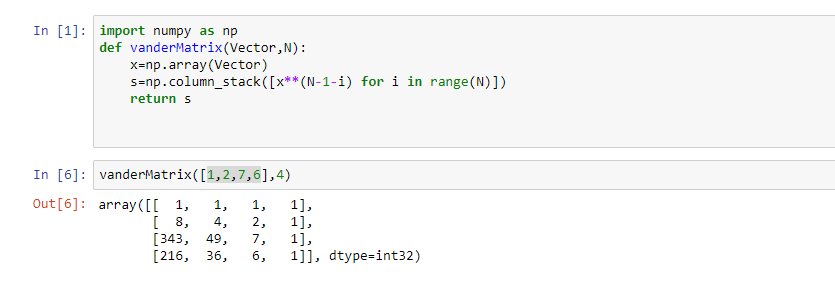 In [1]: import numpy as np
def vanderMatrix(Vector,N):
    x=np.array(Vector)
    s=np.column_stack([x**(N-1-i) for i in range(N)])
    return s
In [6]: vanderMatrix([1,2,7,6],4)
Out[6]: array([[  1,   1,   1,   1],
       [  8,   4,   2,   1],
       [343,  49,   7,   1],
       [216,  36,   6,   1]], dtype=int32)